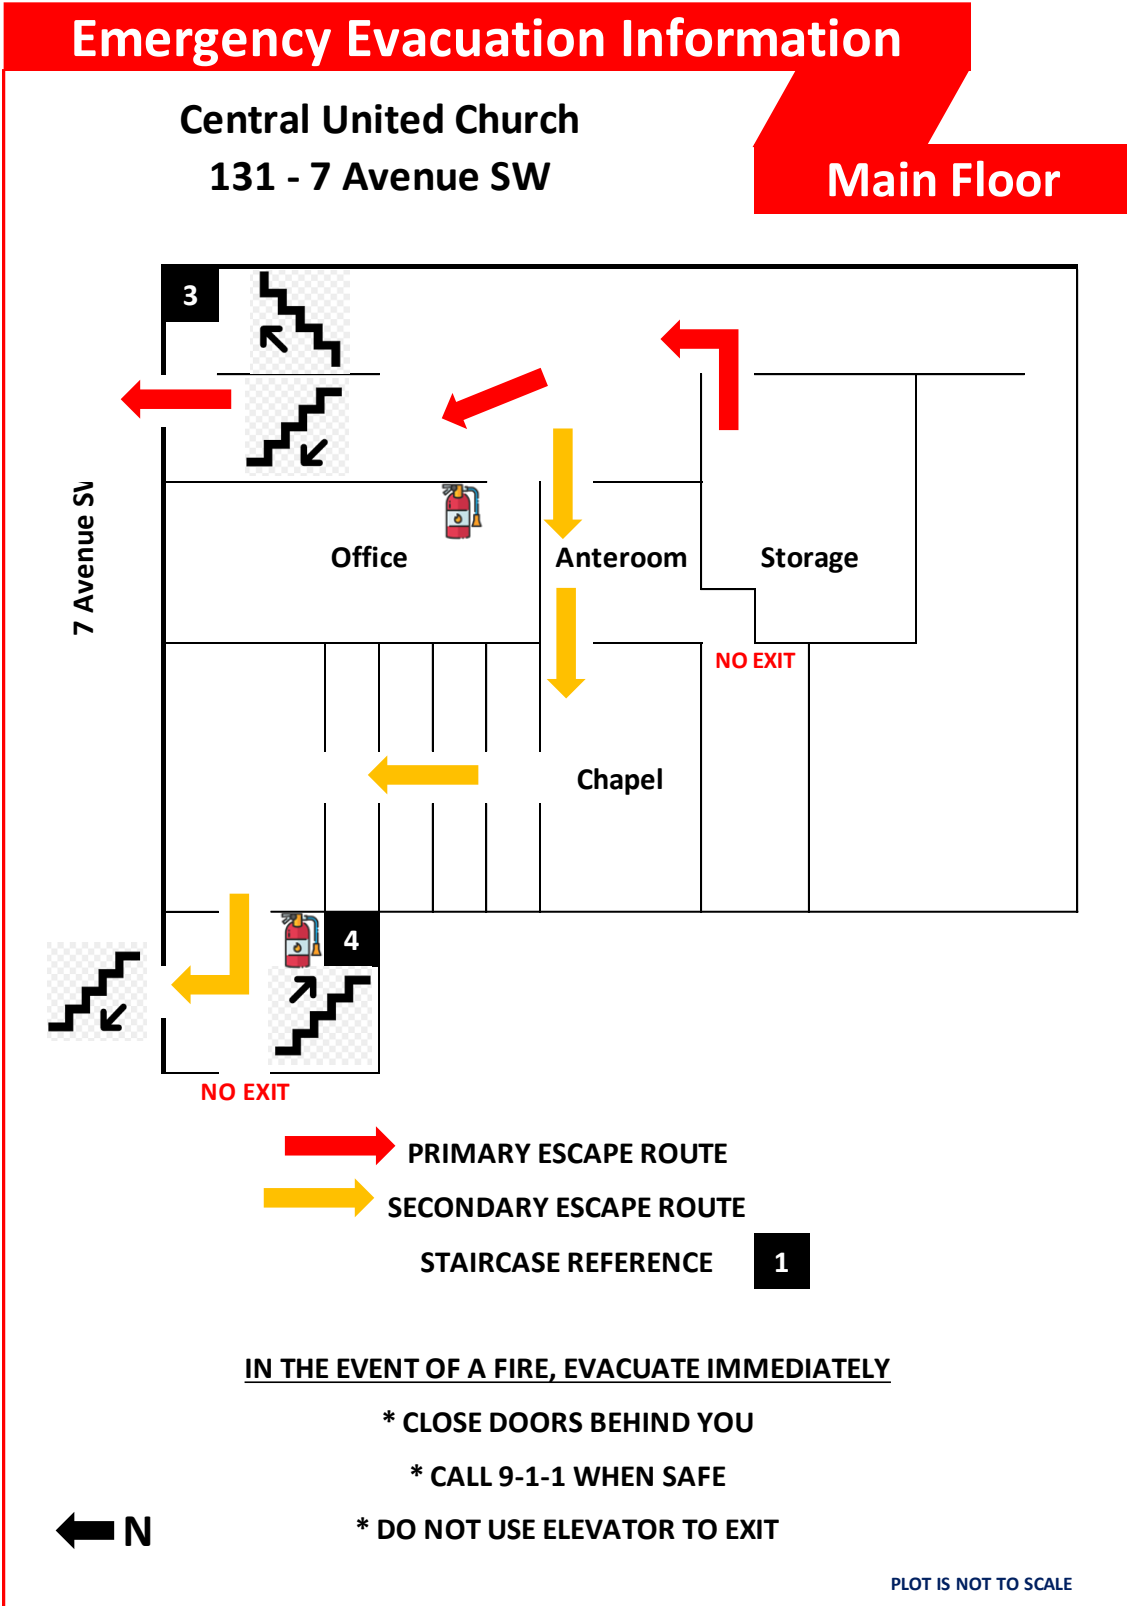 Emergency Evacuation Information
Central United Church
131 - 7 Avenue SW
Main Floor
3
7 Avenue SW
Office
Anteroom
Storage
NO EXIT
Chapel
4
NO EXIT
PRIMARY ESCAPE ROUTE
SECONDARY ESCAPE ROUTE
STAIRCASE REFERENCE 1
IN THE EVENT OF A FIRE, EVACUATE IMMEDIATELY
* CLOSE DOORS BEHIND YOU
* CALL 9-1-1 WHEN SAFE
N
* DO NOT USE ELEVATOR TO EXIT
PLOT IS NOT TO SCALE